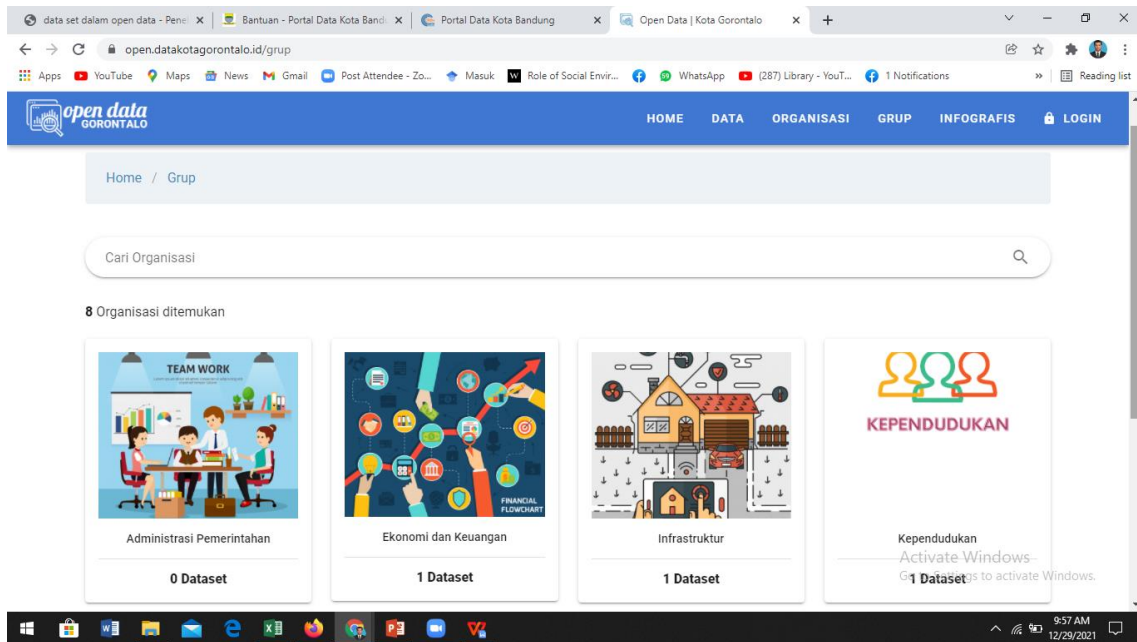 data set dalam open data - Penel
Bantuan - Portal Data Kota Band
Portal Data Kota Bandung
Open Data | Kota Gorontalo
open.datakotagorontalo.id/grup
Apps YouTube Maps News Gmail Post Attendee - Zo... Masuk Role of Social Envir... WhatsApp (287) Library - YouT... 1 Notifications » Reading list
open data
GORONTALO
HOME DATA ORGANISASI GRUP INFOGRAFIS LOGIN
Home / Grup
Cari Organisasi
8 Organisasi ditemukan
TEAM WORK
FINANCIAL
FLOWCHART
KEPENDUDUKAN
Administrasi Pemerintahan
0 Dataset
Ekonomi dan Keuangan
1 Dataset
Infrastruktur
1 Dataset
Kependudukan
1 Dataset
Activate Windows
Go to Settings to activate Windows.
9:57 AM
12/29/2021